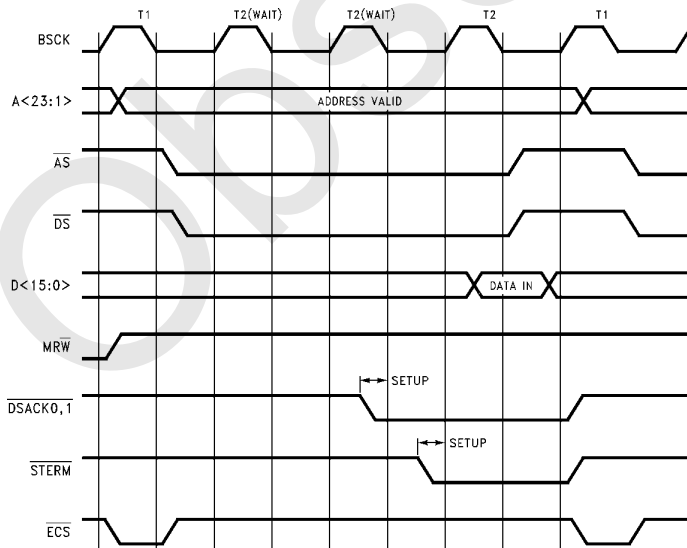 T1 T2(WAIT) T2(WAIT) T2 T1
BSCK
A<23:1> ADDRESS VALID
AS
DS
D<15:0> DATA IN
MRW
SETUP
DSACK0,1
SETUP
STERM
ECS
Obs